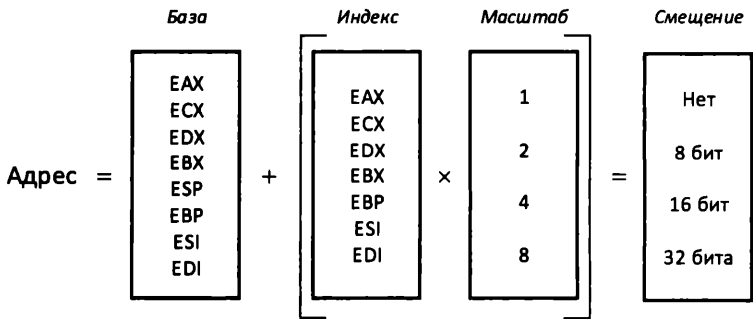 База Индекс Масштаб Смещение
EAX
ECX
EDX
EBX
ESP
EBP
ESI
EDI
EAX
ECX
EDX
EBX
EBP
ESI
EDI
1
2
4
8
Нет
8 бит
16 бит
32 бита
Адрес = + × =